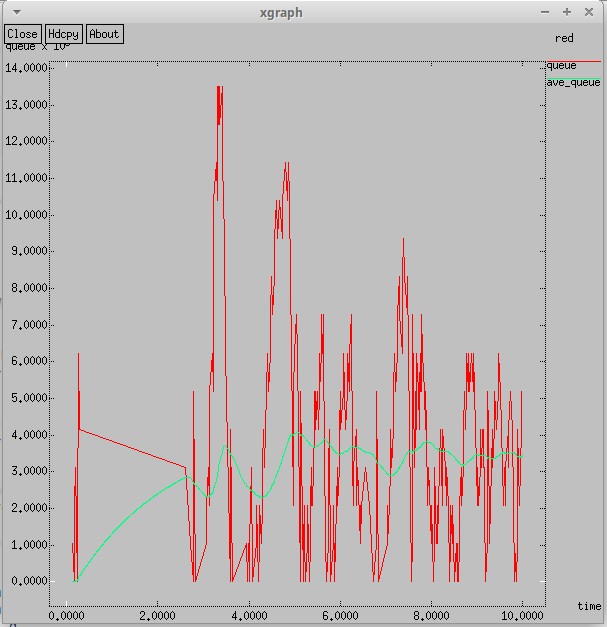 xgraph
Close Hdcpy About
queue x 10
red
queue
ave_queue
14.0000
13.0000
12.0000
11.0000
10.0000
9.0000
8.0000
7.0000
6.0000
5.0000
4.0000
3.0000
2.0000
1.0000
0.0000
time
0.0000 2.0000 4.0000 6.0000 8.0000 10.0000